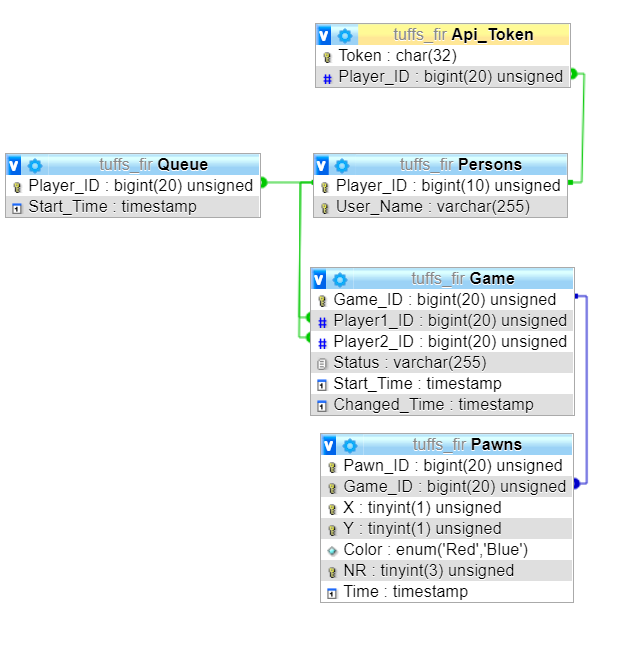 tuffs_fir Api_Token
Token : char(32)
# Player_ID : bigint(20) unsigned
tuffs_fir Queue
Player_ID : bigint(20) unsigned
Start_Time : timestamp
tuffs_fir Persons
Player_ID : bigint(10) unsigned
User_Name : varchar(255)
tuffs_fir Game
Game_ID : bigint(20) unsigned
# Player1_ID : bigint(20) unsigned
# Player2_ID : bigint(20) unsigned
Status : varchar(255)
Start_Time : timestamp
Changed_Time : timestamp
tuffs_fir Pawns
Pawn_ID : bigint(20) unsigned
Game_ID : bigint(20) unsigned
X : tinyint(1) unsigned
Y : tinyint(1) unsigned
Color : enum('Red','Blue')
NR : tinyint(3) unsigned
Time : timestamp